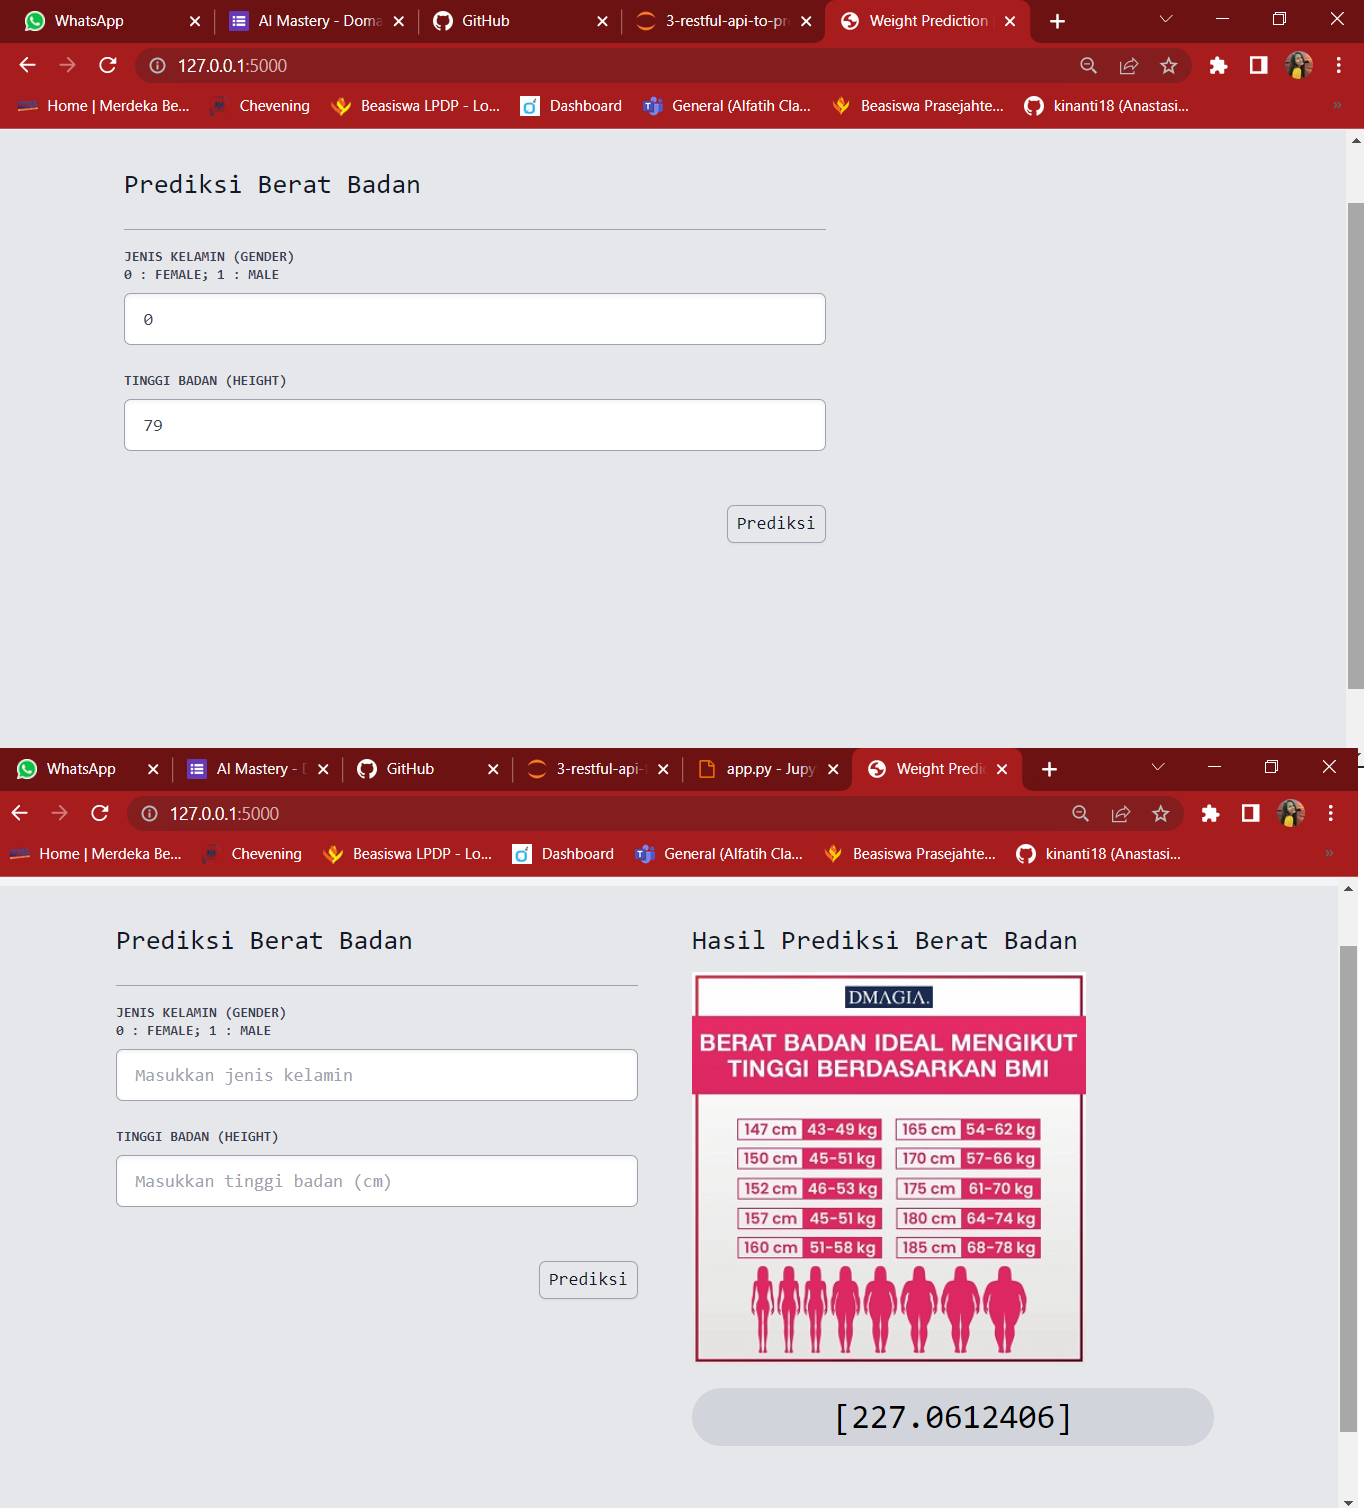 WhatsApp
AI Mastery - Doma
GitHub
3-restful-api-to-pr
Weight Prediction
127.0.0.1:5000
Home | Merdeka Be...
Chevening
Beasiswa LPDP - Lo...
Dashboard
General (Alfatih Cla...
Beasiswa Prasejahte...
kinanti18 (Anastasi...
»
Prediksi Berat Badan
JENIS KELAMIN (GENDER)
0 : FEMALE; 1 : MALE
0
TINGGI BADAN (HEIGHT)
79
Prediksi
WhatsApp
AI Mastery -
GitHub
3-restful-api-
app.py - Jupy
Weight Predic
127.0.0.1:5000
Home | Merdeka Be...
Chevening
Beasiswa LPDP - Lo...
Dashboard
General (Alfatih Cla...
Beasiswa Prasejahte...
kinanti18 (Anastasi...
»
Prediksi Berat Badan
JENIS KELAMIN (GENDER)
0 : FEMALE; 1 : MALE
Masukkan jenis kelamin
TINGGI BADAN (HEIGHT)
Masukkan tinggi badan (cm)
Prediksi
Hasil Prediksi Berat Badan
DMAGIA.
BERAT BADAN IDEAL MENGIKUT
TINGGI BERDASARKAN BMI
147 cm 43-49 kg 165 cm 54-62 kg
150 cm 45-51 kg 170 cm 57-66 kg
152 cm 46-53 kg 175 cm 61-70 kg
157 cm 45-51 kg 180 cm 64-74 kg
160 cm 51-58 kg 185 cm 68-78 kg
[227.0612406]